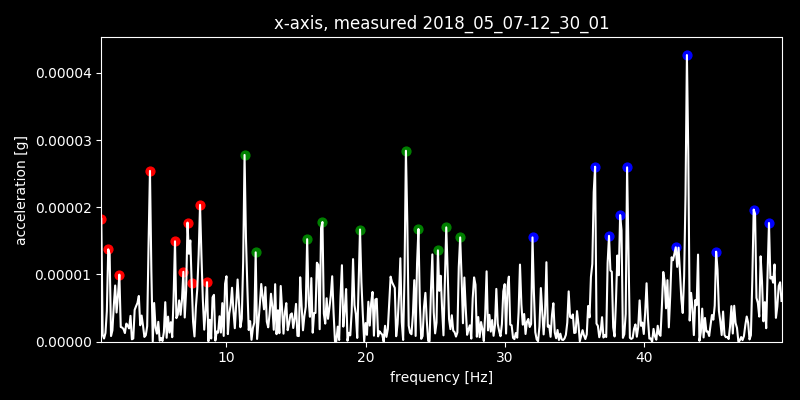 x-axis, measured 2018_05_07-12_30_01
0.00004
0.00003
0.00002
0.00001
0.00000
acceleration [g]
10 20 30 40
frequency [Hz]